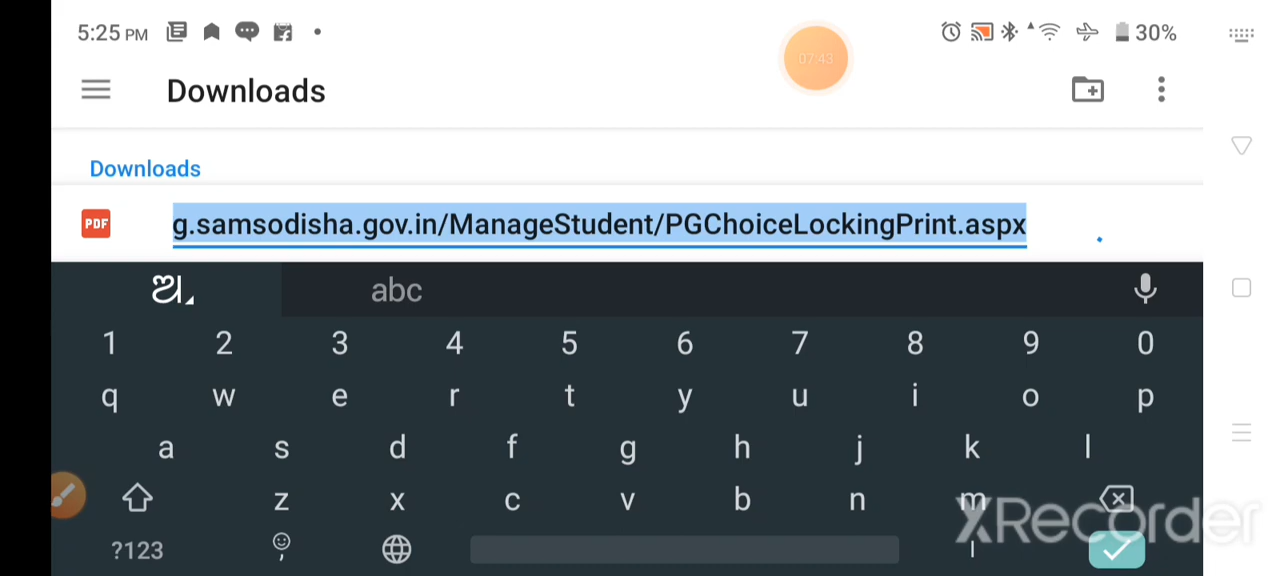 5:25 PM
07:43
30%
Downloads
Downloads
PDF
g.samsodisha.gov.in/ManageStudent/PGChoiceLockingPrint.aspx
ଅ abc
1 2 3 4 5 6 7 8 9 0
q w e r t y u i o p
a s d f g h j k l
z x c v b n m
XRecorder
?123 , ।